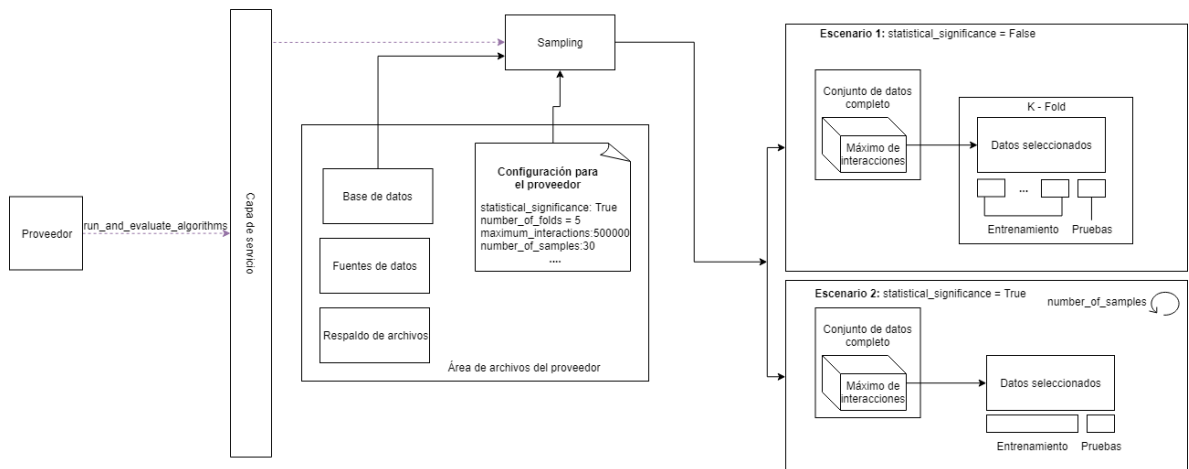 Proveedor
run_and_evaluate_algorithms
Capa de servicio
Sampling
Base de datos
Fuentes de datos
Respaldo de archivos
Configuración para
el proveedor
statistical_significance: True
number_of_folds = 5
maximum_interactions:500000
number_of_samples:30
....
Área de archivos del proveedor
Escenario 1: statistical_significance = False
Conjunto de datos
completo
Máximo de
interacciones
K - Fold
Datos seleccionados
...
Entrenamiento
Pruebas
Escenario 2: statistical_significance = True
number_of_samples
Conjunto de datos
completo
Máximo de
interacciones
Datos seleccionados
Entrenamiento
Pruebas